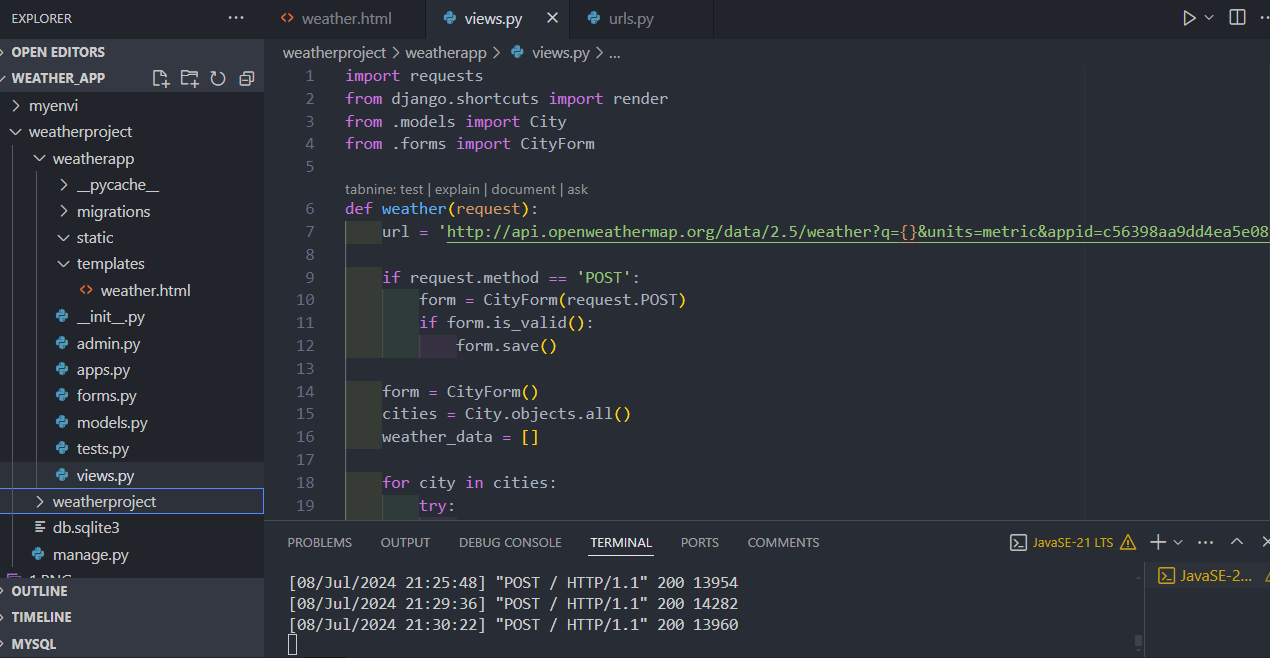 EXPLORER
weather.html
views.py
urls.py
OPEN EDITORS
WEATHER_APP
myenvi
weatherproject
weatherapp
__pycache__
migrations
static
templates
weather.html
__init__.py
admin.py
apps.py
forms.py
models.py
tests.py
views.py
weatherproject
db.sqlite3
manage.py
OUTLINE
TIMELINE
MYSQL
weatherproject > weatherapp > views.py > ...
1 import requests
2 from django.shortcuts import render
3 from .models import City
4 from .forms import CityForm
5
tabnine: test | explain | document | ask
6 def weather(request):
7 url = 'http://api.openweathermap.org/data/2.5/weather?q={}&units=metric&appid=c56398aa9dd4ea5e08
8
9 if request.method == 'POST':
10 form = CityForm(request.POST)
11 if form.is_valid():
12 form.save()
13
14 form = CityForm()
15 cities = City.objects.all()
16 weather_data = []
17
18 for city in cities:
19 try:
PROBLEMS
OUTPUT
DEBUG CONSOLE
TERMINAL
PORTS
COMMENTS
JavaSE-21 LTS
[08/Jul/2024 21:25:48] "POST / HTTP/1.1" 200 13954
[08/Jul/2024 21:29:36] "POST / HTTP/1.1" 200 14282
[08/Jul/2024 21:30:22] "POST / HTTP/1.1" 200 13960
JavaSE-2...